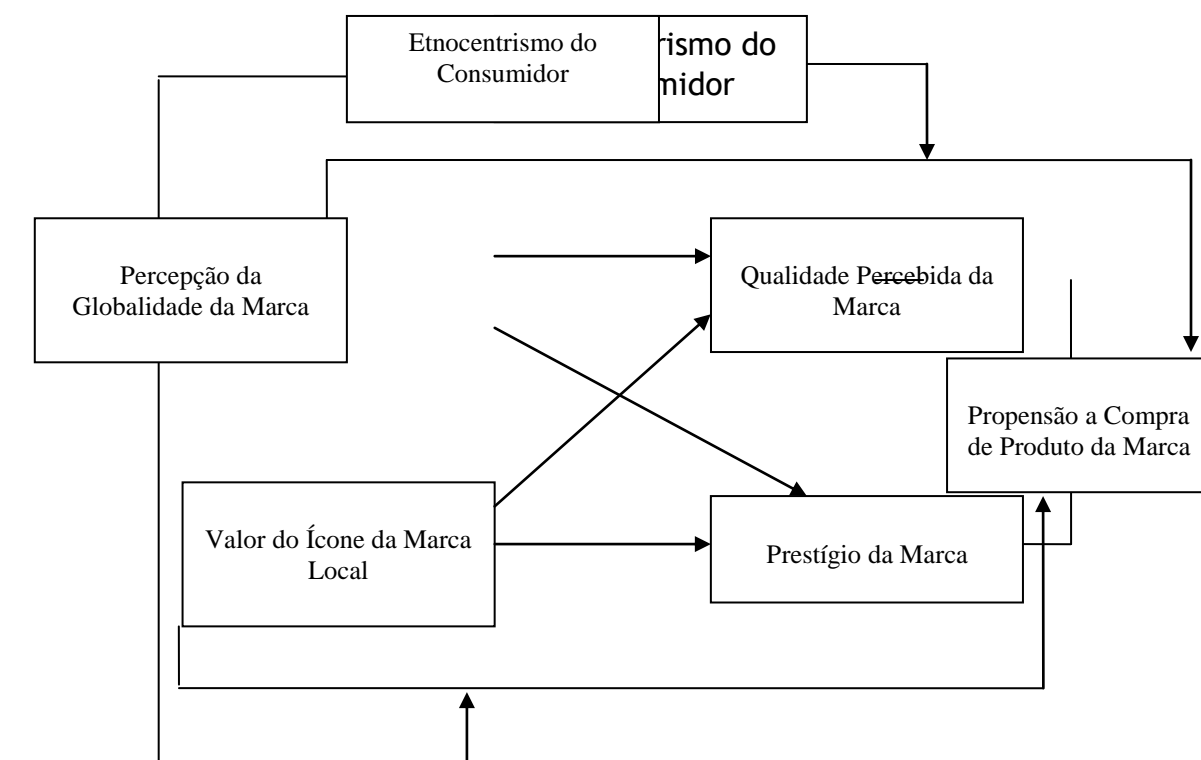 Etnocentrismo do
Consumidor
rismo do
midor
Percepção da
Globalidade da Marca
Qualidade Percebida da
Marca
Propensão a Compra
de Produto da Marca
Valor do Ícone da Marca
Local
Prestígio da Marca